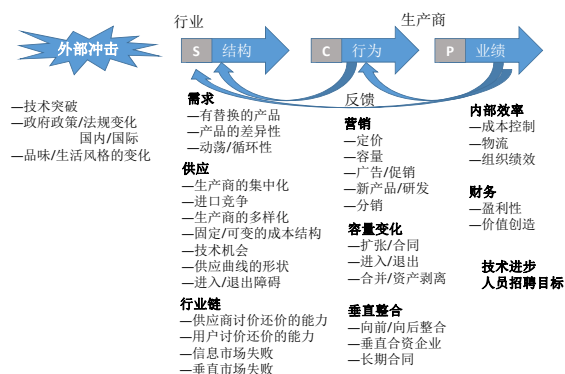 行业
生产商
外部冲击
S 结构
C 行为
P 业绩
反馈
—技术突破
—政府政策/法规变化
国内/国际
—品味/生活风格的变化
需求
—有替换的产品
—产品的差异性
—动荡/循环性
供应
—生产商的集中化
—进口竞争
—生产商的多样化
—固定/可变的成本结构
—技术机会
—供应曲线的形状
—进入/退出障碍
行业链
—供应商讨价还价的能力
—用户讨价还价的能力
—信息市场失败
—垂直市场失败
营销
—定价
—容量
—广告/促销
—新产品/研发
—分销
容量变化
—扩张/合同
—进入/退出
—合并/资产剥离
垂直整合
—向前/向后整合
—垂直合资企业
—长期合同
内部效率
—成本控制
—物流
—组织绩效
财务
—盈利性
—价值创造
技术进步
人员招聘目标